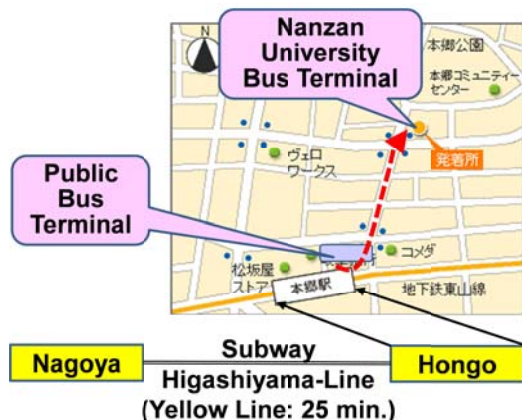 Nanzan
University
Bus Terminal
本郷公園
本郷コミュニティー
センター
Public
Bus
Terminal
ヴェロ
ワークス
発着所
コメダ
松坂屋
ストア
本郷駅
地下鉄東山線
Nagoya
Subway
Hongo
Higashiyama-Line
(Yellow Line: 25 min.)